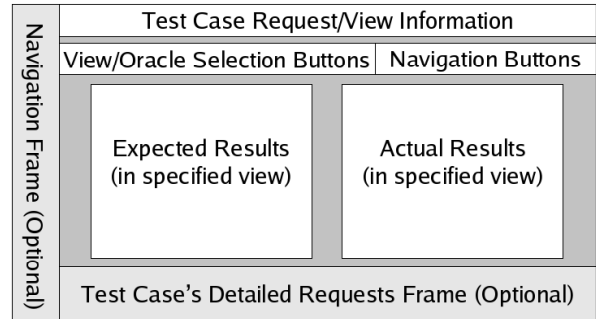 Navigation Frame (Optional)
Test Case Request/View Information
View/Oracle Selection Buttons
Navigation Buttons
Expected Results
(in specified view)
Actual Results
(in specified view)
Test Case's Detailed Requests Frame (Optional)